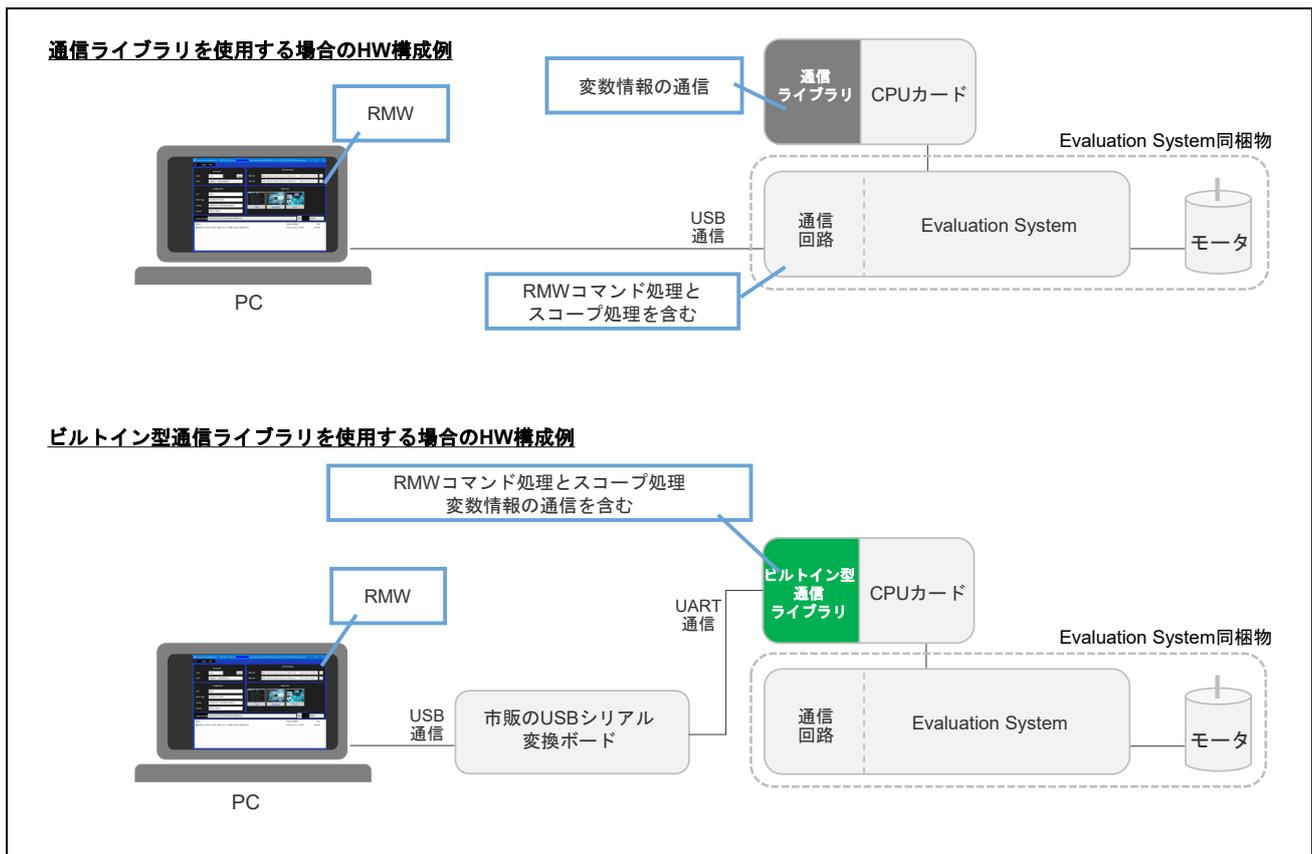 通信ライブラリを使用する場合のHW構成例
変数情報の通信
通信
ライブラリ
CPUカード
RMW
Evaluation System同梱物
USB
通信
通信
回路
Evaluation System
モータ
RMWコマンド処理と
スコープ処理を含む
PC
ビルトイン型通信ライブラリを使用する場合のHW構成例
RMWコマンド処理とスコープ処理
変数情報の通信を含む
ビルトイン型
通信
ライブラリ
CPUカード
RMW
UART
通信
Evaluation System同梱物
USB
通信
市販のUSBシリアル
変換ボード
通信
回路
Evaluation System
モータ
PC